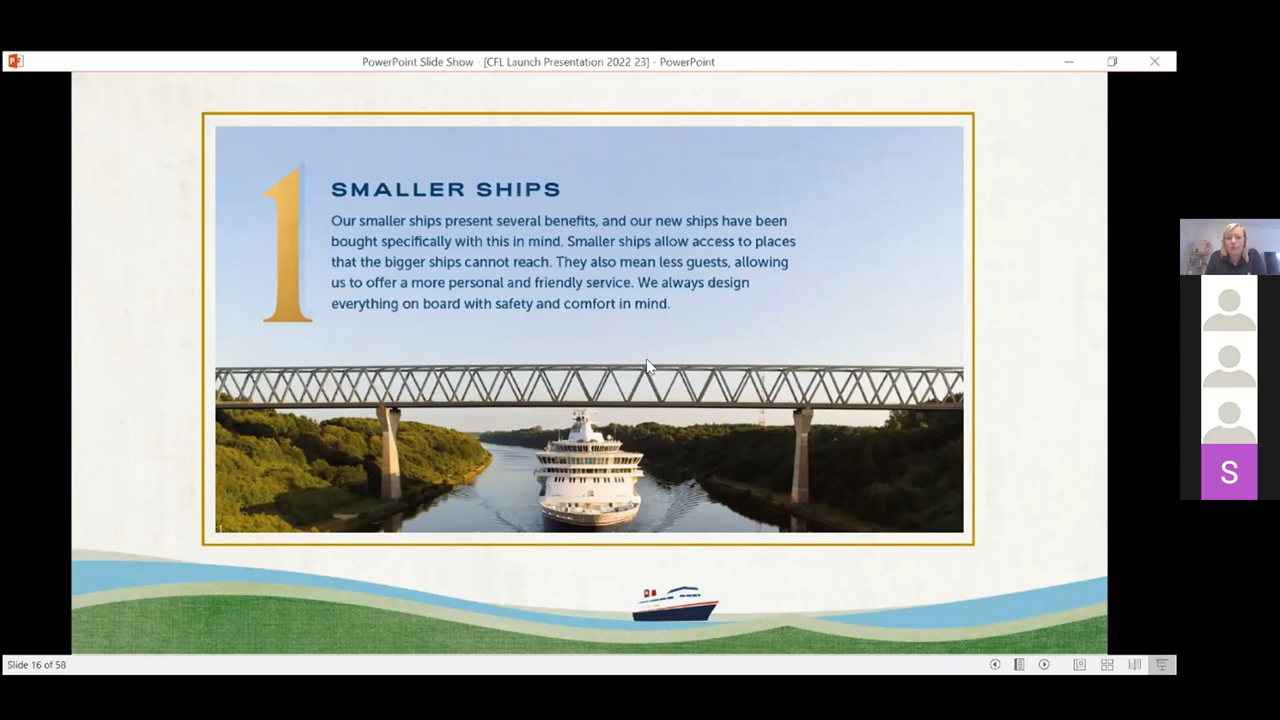 PowerPoint Slide Show - [CFL Launch Presentation 2022 23] - PowerPoint
1
SMALLER SHIPS
Our smaller ships present several benefits, and our new ships have been
bought specifically with this in mind. Smaller ships allow access to places
that the bigger ships cannot reach. They also mean less guests, allowing
us to offer a more personal and friendly service. We always design
everything on board with safety and comfort in mind.
S
Slide 16 of 58